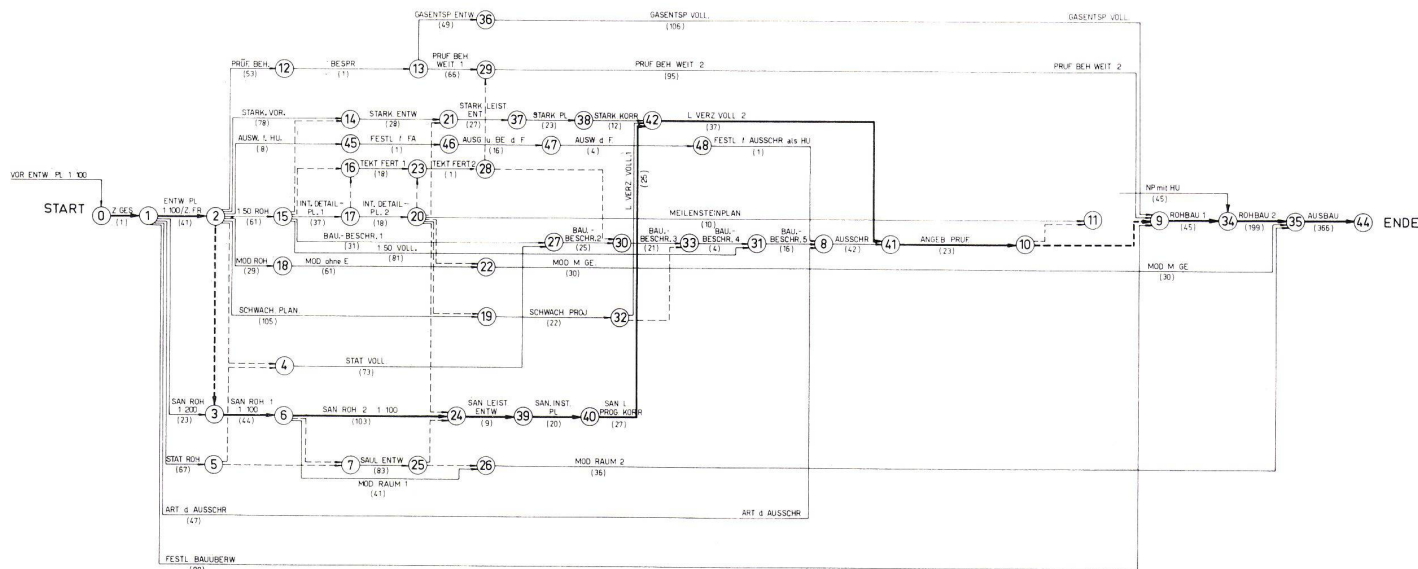 GASENTSP ENTW
(49)
36
GASENTSP VOLL.
(106)
GASENTSP VOLL.
PRÜF. BEH.
(53)
12
BESPR
(1)
13
PRUF BEH.
WEIT 1
(66)
29
PRUF BEH WEIT 2
(95)
PRUF BEH WEIT 2
STARK. VOR.
(78)
14
STARK ENTW
(28)
21
STARK LEIST
ENT
(27)
37
STARK PL
(23)
38
STARK KORR
(12)
42
L VERZ VOLL 2
(37)
AUSW. f. HU.
(8)
45
FESTL f FA
(1)
46
AUSG u BE d F
(16)
47
AUSW d F.
(4)
48
FESTL f AUSSCHR als HU
(1)
16
TEKT FERT 1
(18)
23
TEKT FERT.2
(1)
28
L VERZ VOLL.1
(25)
VOR ENTW PL 1:100
START
0
Z GES
(1)
1
ENTW PL
1:100/Z. FR
(41)
2
1:50 ROH
(61)
15
INT. DETAIL-
PL.1
(37)
17
INT. DETAIL-
PL.2
(18)
20
MEILENSTEINPLAN
(10)
11
NP mit HU
(45)
9
ROHBAU 1
(45)
34
ROHBAU 2
(199)
35
AUSBAU
(366)
44
ENDE
BAU.-BESCHR. 1
(31)
1:50 VOLL.
(81)
27
BAU.-
BESCHR.2
(25)
30
BAU.-
BESCHR. 3
(21)
33
BAU.-
BESCHR. 4
(4)
31
BAU.-
BESCHR. 5
(16)
8
AUSSCHR
(42)
41
ANGEB PRUF
(23)
10
MOD ROH
(29)
18
MOD ohne E
(61)
22
MOD. M GE.
(30)
MOD M GE
(30)
SCHWACH. PLAN
(105)
19
SCHWACH PROJ
(22)
32
4
STAT VOLL.
(73)
SAN ROH
1:200
(23)
3
SAN ROH 1
1:100
(44)
6
SAN ROH 2 1:100
(103)
24
SAN LEIST
ENTW
(9)
39
SAN. INST.
PL
(20)
40
SAN L
PROG KORR
(27)
STAT ROH
(67)
5
7
SAUL ENTW
(83)
25
26
MOD RAUM 2
(36)
MOD RAUM 1
(41)
ART d AUSSCHR
(47)
ART d AUSSCHR
FESTL BAUUBERW